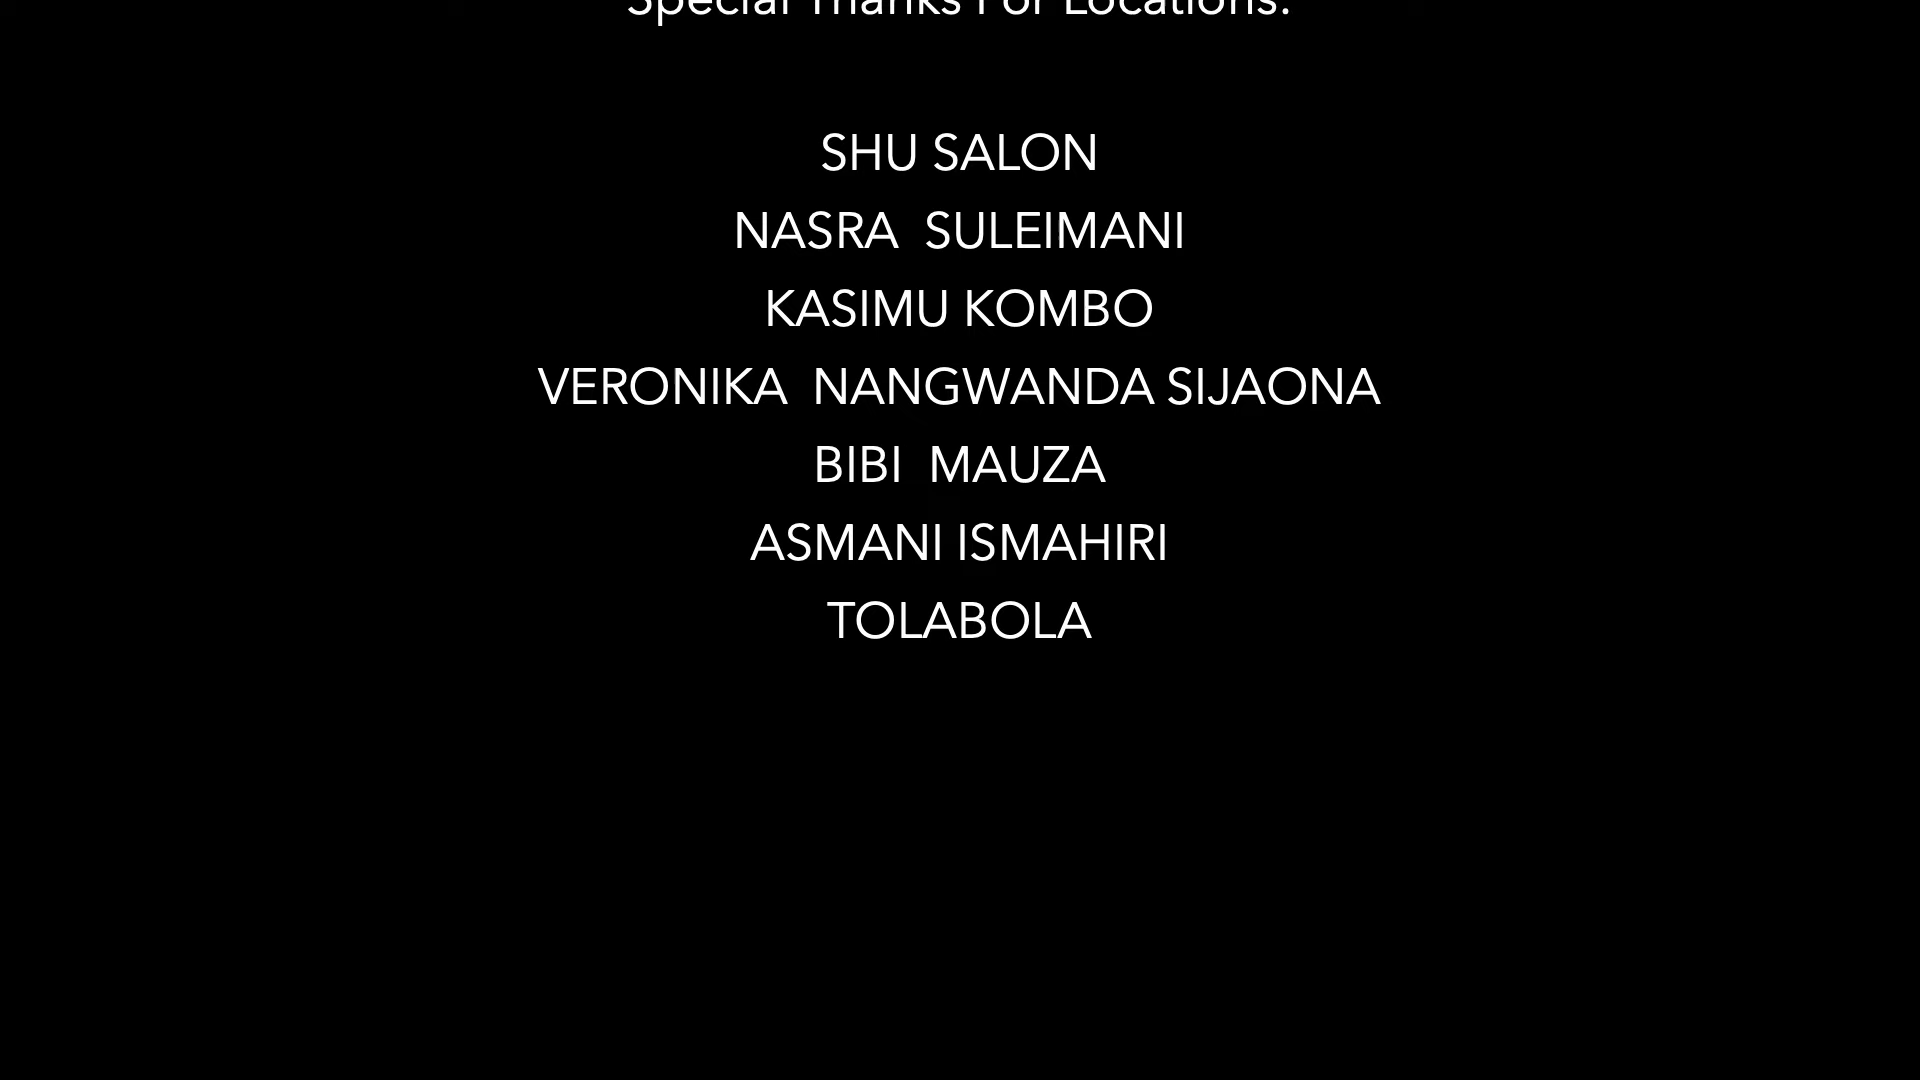 Special Thanks For Locations:
SHU SALON
NASRA  SULEIMANI
KASIMU KOMBO
VERONIKA  NANGWANDA SIJAONA
BIBI  MAUZA
ASMANI ISMAHIRI
TOLABOLA